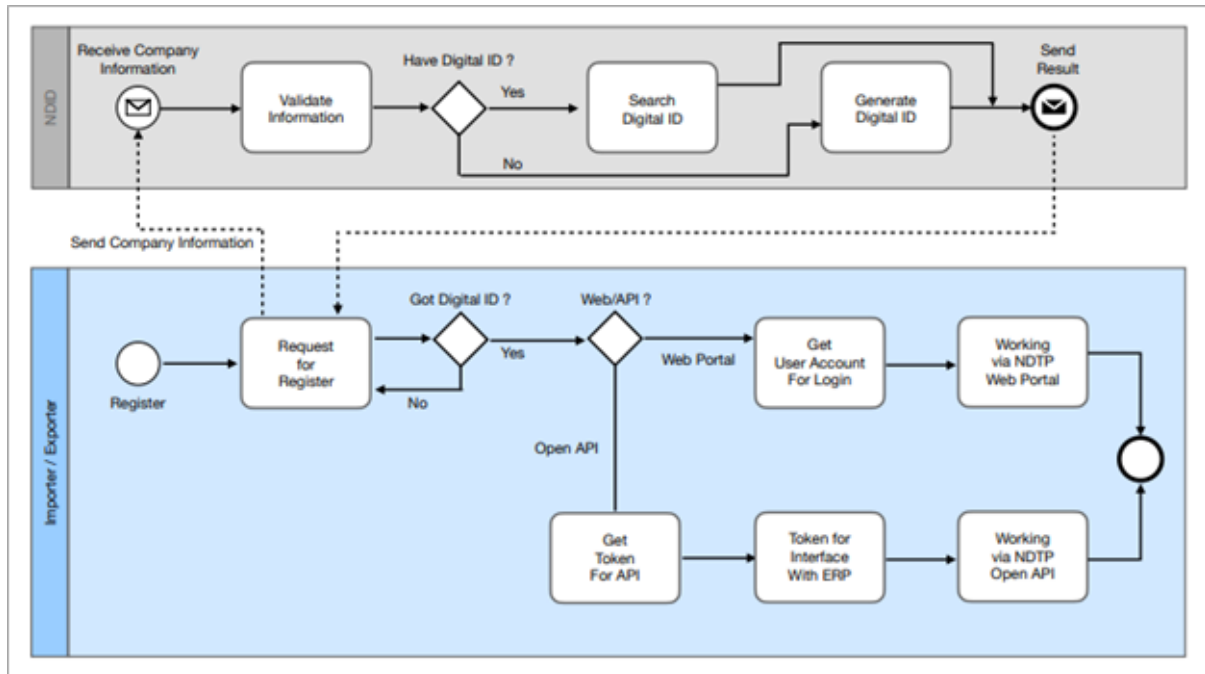 NDID
Receive Company
Information
Validate
Information
Have Digital ID ?
Yes
No
Search
Digital ID
Generate
Digital ID
Send
Result
Send Company Information
Importer / Exporter
Register
Request
for
Register
Got Digital ID ?
Yes
No
Web/API ?
Web Portal
Open API
Get
User Account
For Login
Working
via NDTP
Web Portal
Get
Token
For API
Token for
Interface
With ERP
Working
via NDTP
Open API